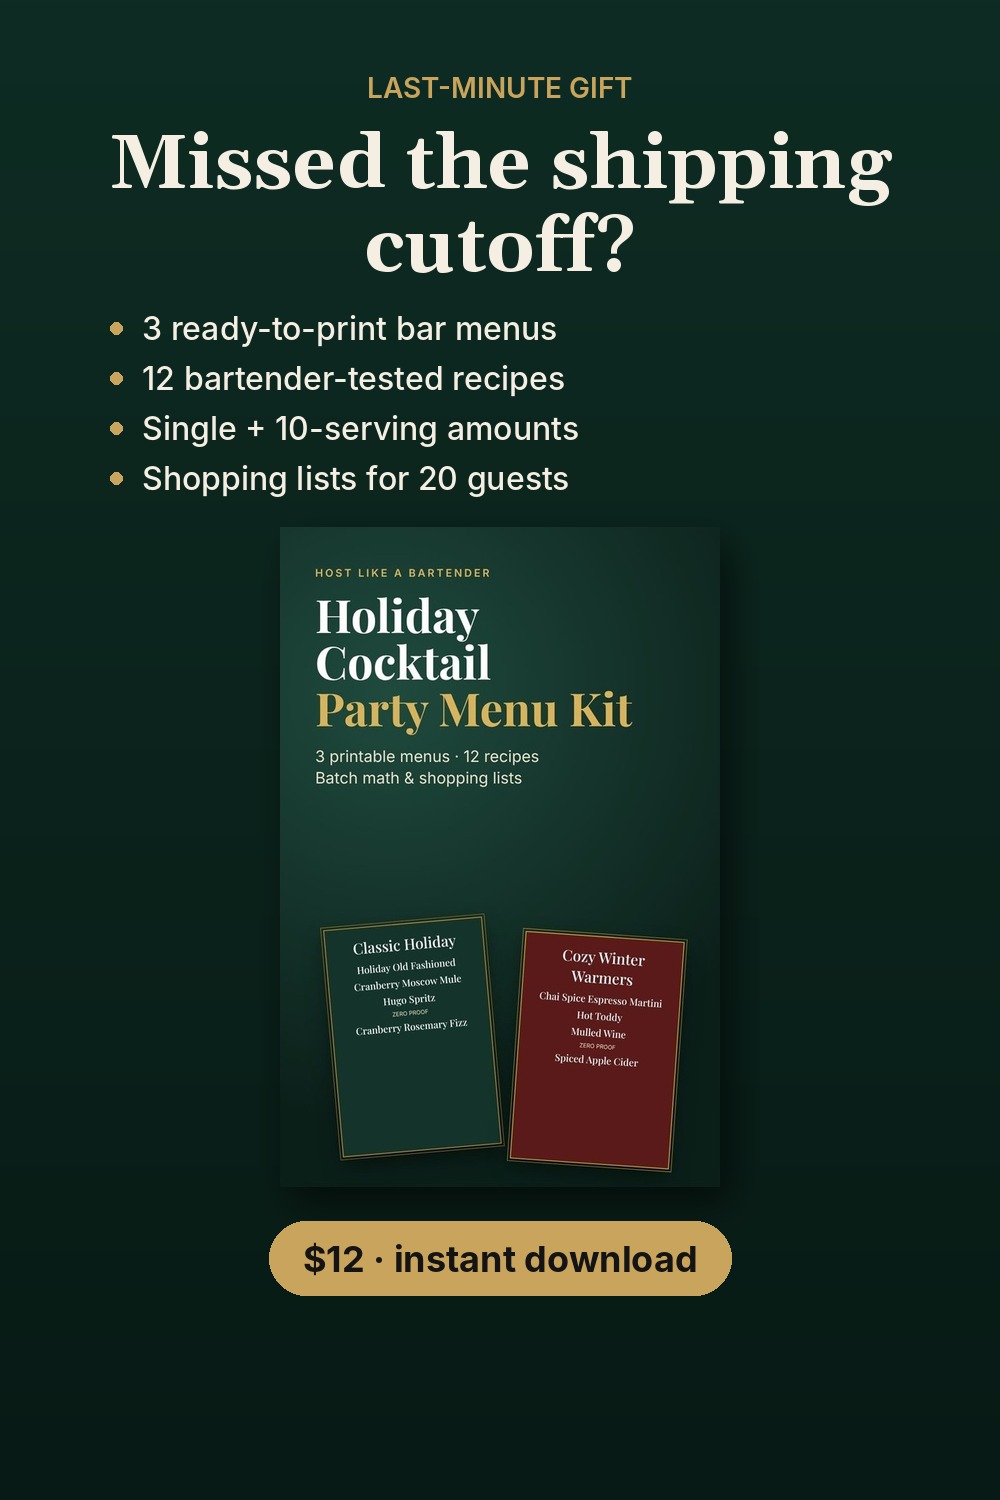 LAST-MINUTE GIFT
Missed the shipping
cutoff?
3 ready-to-print bar menus
12 bartender-tested recipes
Single + 10-serving amounts
Shopping lists for 20 guests
HOST LIKE A BARTENDER
Holiday
Cocktail
Party Menu Kit
3 printable menus · 12 recipes
Batch math & shopping lists
Classic Holiday
Holiday Old Fashioned
Cranberry Moscow Mule
Hugo Spritz
ZERO PROOF
Cranberry Rosemary Fizz
Cozy Winter
Warmers
Chai Spice Espresso Martini
Hot Toddy
Mulled Wine
ZERO PROOF
Spiced Apple Cider
$12 · instant download